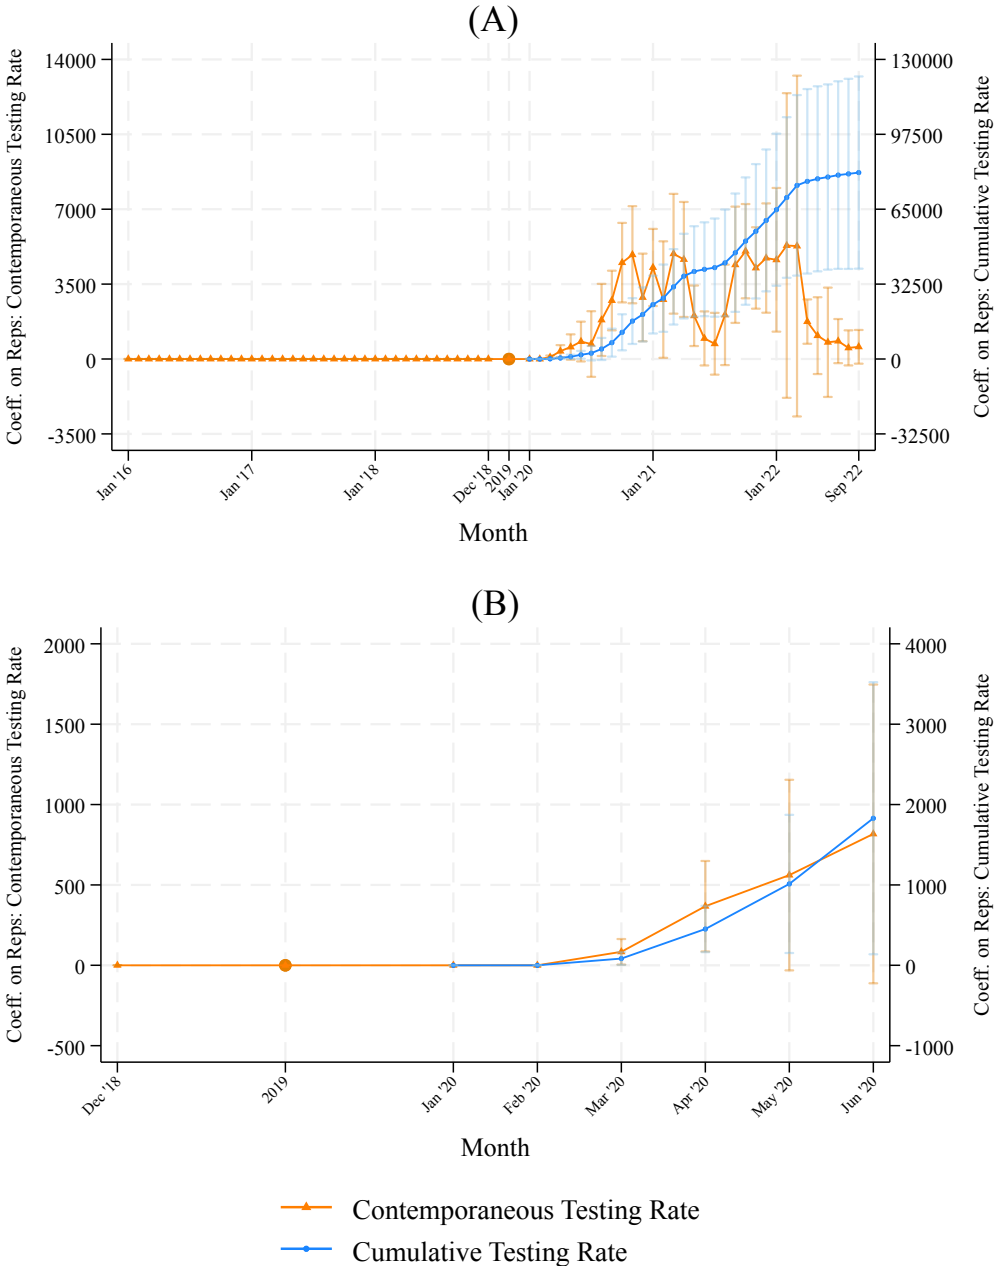 (A)
Coeff. on Reps: Contemporaneous Testing Rate
14000
10500
7000
3500
0
-3500
130000
97500
65000
32500
0
-32500
Coeff. on Reps: Cumulative Testing Rate
Jan '16
Jan '17
Jan '18
Dec '18
2019
Jan '20
Jan '21
Jan '22
Sep '22
Month
(B)
Coeff. on Reps: Contemporaneous Testing Rate
2000
1500
1000
500
0
-500
4000
3000
2000
1000
0
-1000
Coeff. on Reps: Cumulative Testing Rate
Dec '18
2019
Jan '20
Feb '20
Mar '20
Apr '20
May '20
Jun '20
Month
Contemporaneous Testing Rate
Cumulative Testing Rate